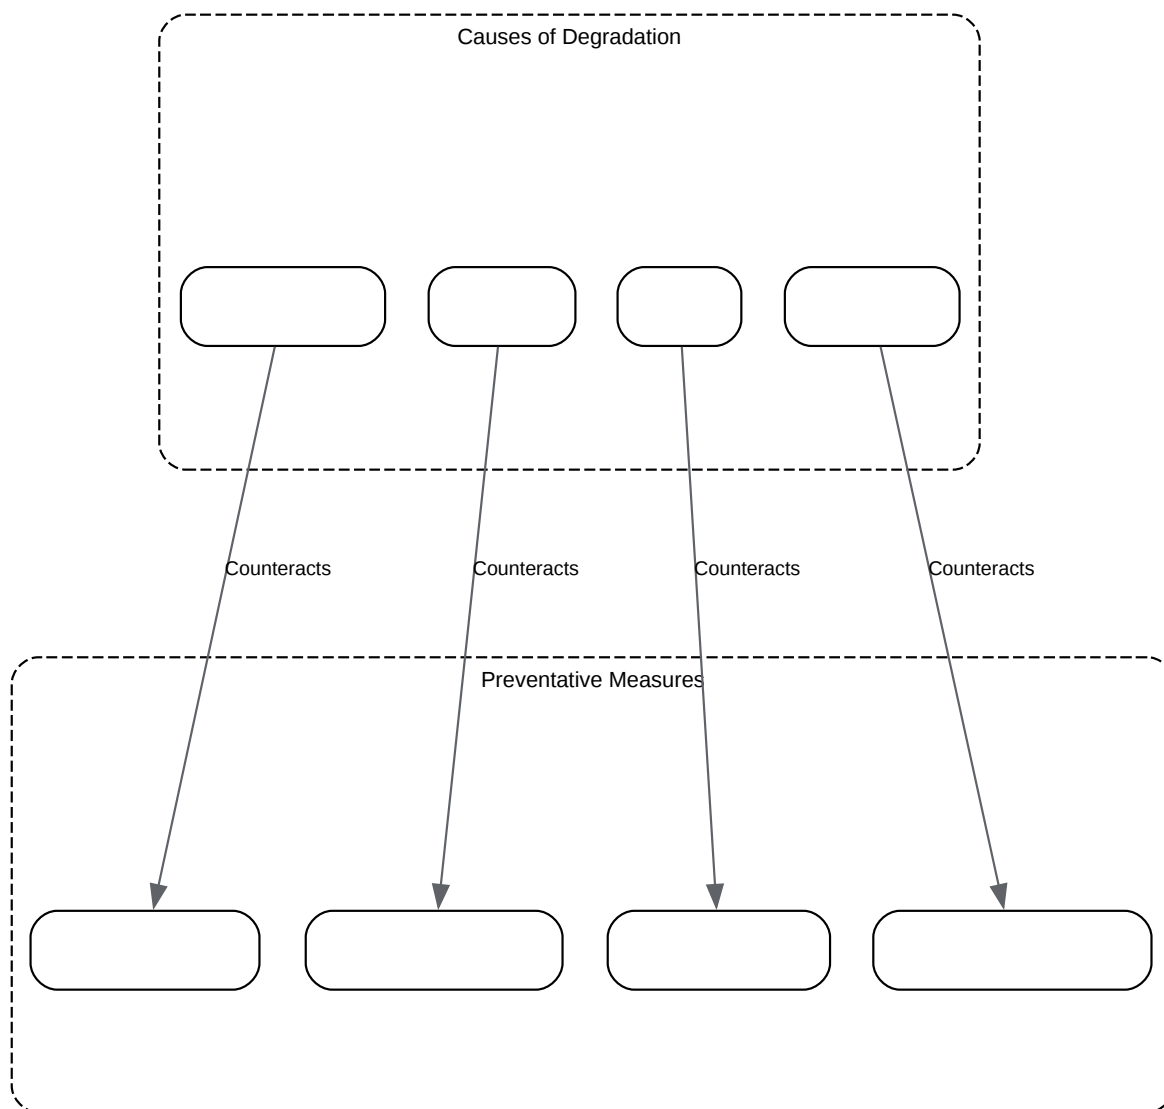 Causes of Degradation
Counteracts
Counteracts
Counteracts
Counteracts
Preventative Measures